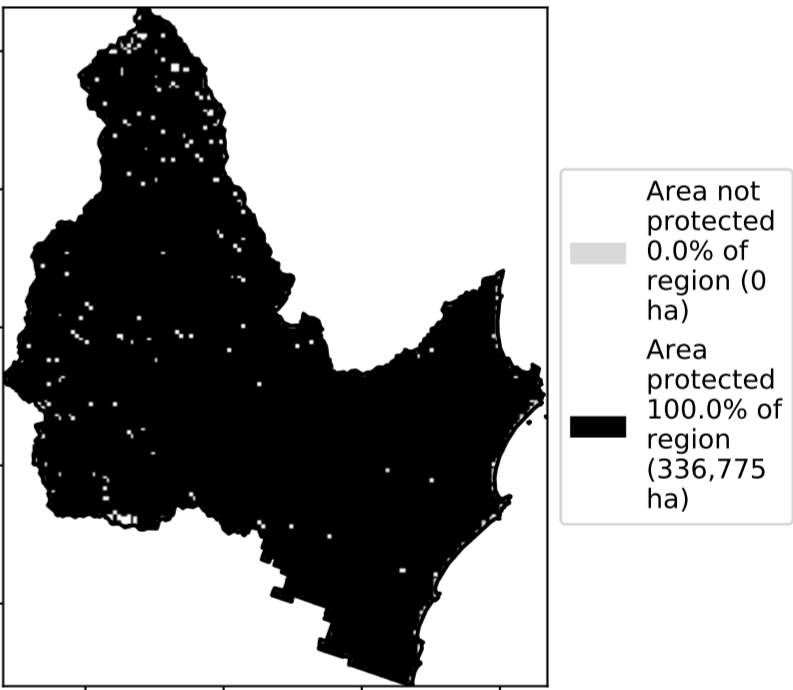 Area not
protected
0.0% of
region (0
ha)
Area
protected
100.0% of
region
(336,775
ha)